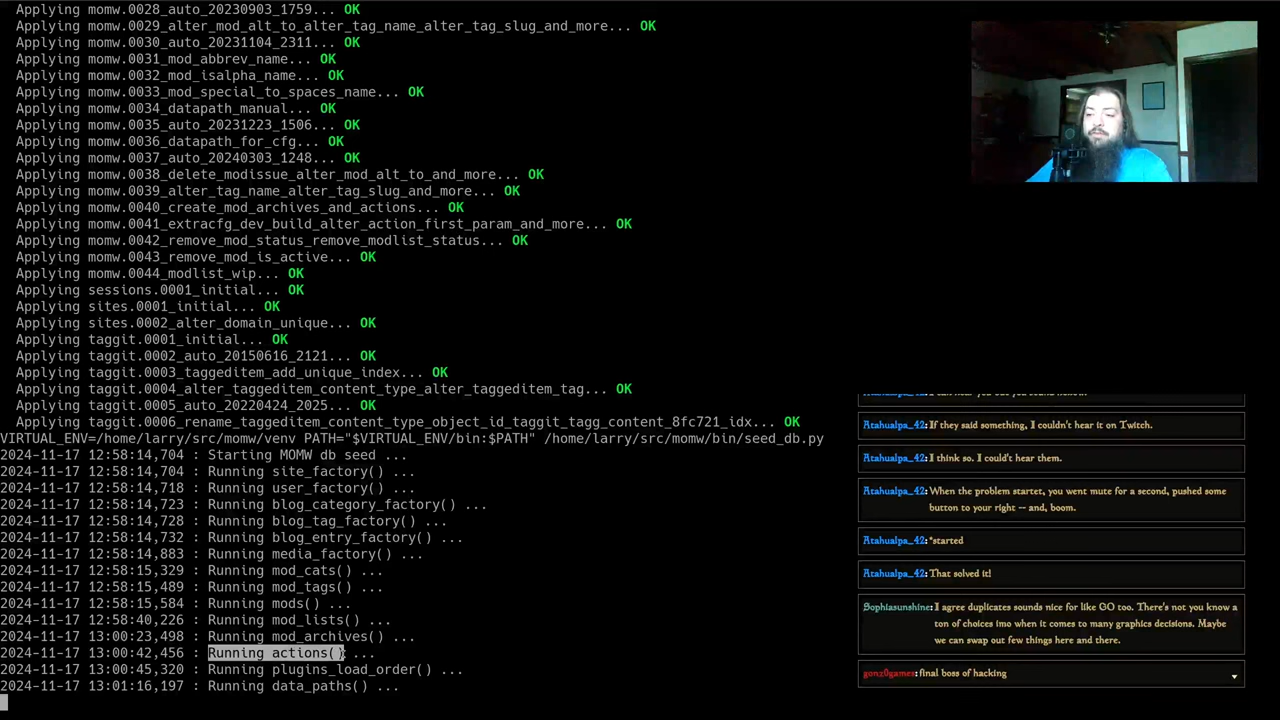 Applying momw.0028_auto_20230903_1759... OK
Applying momw.0029_alter_mod_alt_to_alter_tag_name_alter_tag_slug_and_more... OK
Applying momw.0030_auto_20231104_2311... OK
Applying momw.0031_mod_abbrev_name... OK
Applying momw.0032_mod_isalpha_name... OK
Applying momw.0033_mod_special_to_spaces_name... OK
Applying momw.0034_datapath_manual... OK
Applying momw.0035_auto_20231223_1506... OK
Applying momw.0036_datapath_for_cfg... OK
Applying momw.0037_auto_20240303_1248... OK
Applying momw.0038_delete_modissue_alter_mod_alt_to_and_more... OK
Applying momw.0039_alter_tag_name_alter_tag_slug_and_more... OK
Applying momw.0040_create_mod_archives_and_actions... OK
Applying momw.0041_extracfg_dev_build_alter_action_first_param_and_more... OK
Applying momw.0042_remove_mod_status_remove_modlist_status... OK
Applying momw.0043_remove_mod_is_active... OK
Applying momw.0044_modlist_wip... OK
Applying sessions.0001_initial... OK
Applying sites.0001_initial... OK
Applying sites.0002_alter_domain_unique... OK
Applying taggit.0001_initial... OK
Applying taggit.0002_auto_20150616_2121... OK
Applying taggit.0003_taggeditem_add_unique_index... OK
Applying taggit.0004_alter_taggeditem_content_type_alter_taggeditem_tag... OK
Applying taggit.0005_auto_20220424_2025... OK
Applying taggit.0006_rename_taggeditem_content_type_object_id_taggit_tagg_content_8fc721_idx... OK
VIRTUAL_ENV=/home/larry/src/momw/venv PATH="$VIRTUAL_ENV/bin:$PATH" /home/larry/src/momw/bin/seed_db.py
2024-11-17 12:58:14,704 : Starting MOMW db seed ...
2024-11-17 12:58:14,704 : Running site_factory() ...
2024-11-17 12:58:14,718 : Running user_factory() ...
2024-11-17 12:58:14,723 : Running blog_category_factory() ...
2024-11-17 12:58:14,728 : Running blog_tag_factory() ...
2024-11-17 12:58:14,732 : Running blog_entry_factory() ...
2024-11-17 12:58:14,883 : Running media_factory() ...
2024-11-17 12:58:15,329 : Running mod_cats() ...
2024-11-17 12:58:15,489 : Running mod_tags() ...
2024-11-17 12:58:15,584 : Running mods() ...
2024-11-17 12:58:40,226 : Running mod_lists() ...
2024-11-17 13:00:23,498 : Running mod_archives() ...
2024-11-17 13:00:42,456 : Running actions() ...
2024-11-17 13:00:45,320 : Running plugins_load_order() ...
2024-11-17 13:01:16,197 : Running data_paths() ...
Atahualpa_42: If they said something, I couldn't hear it on Twitch.
Atahualpa_42: I think so. I could't hear them.
Atahualpa_42: When the problem startet, you went mute for a second, pushed some
button to your right -- and, boom.
Atahualpa_42: *started
Atahualpa_42: That solved it!
Sophiasunshine: I agree duplicates sounds nice for like GO too. There's not you know a
ton of choices imo when it comes to many graphics decisions. Maybe
we can swap out few things here and there.
gonz0games: final boss of hacking